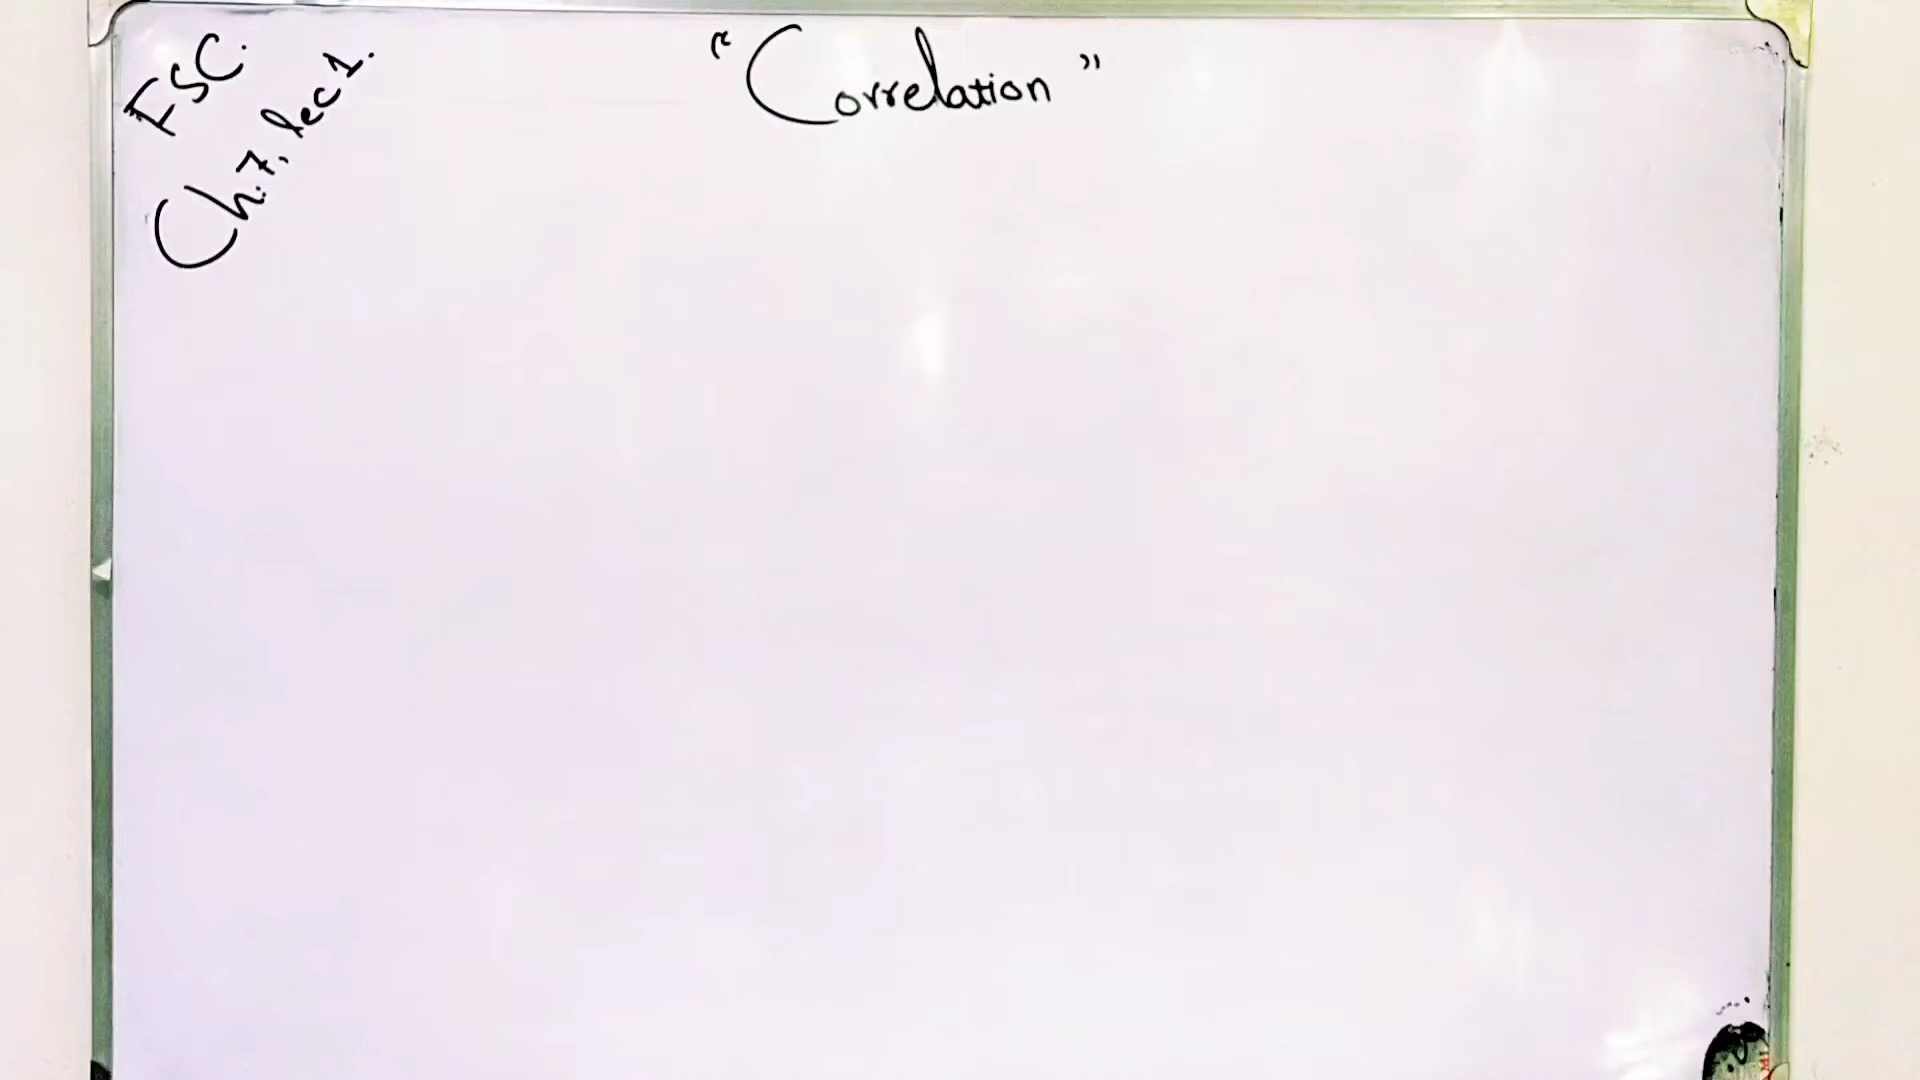 FSC.
Ch.7, lec 1.
"Correlation"